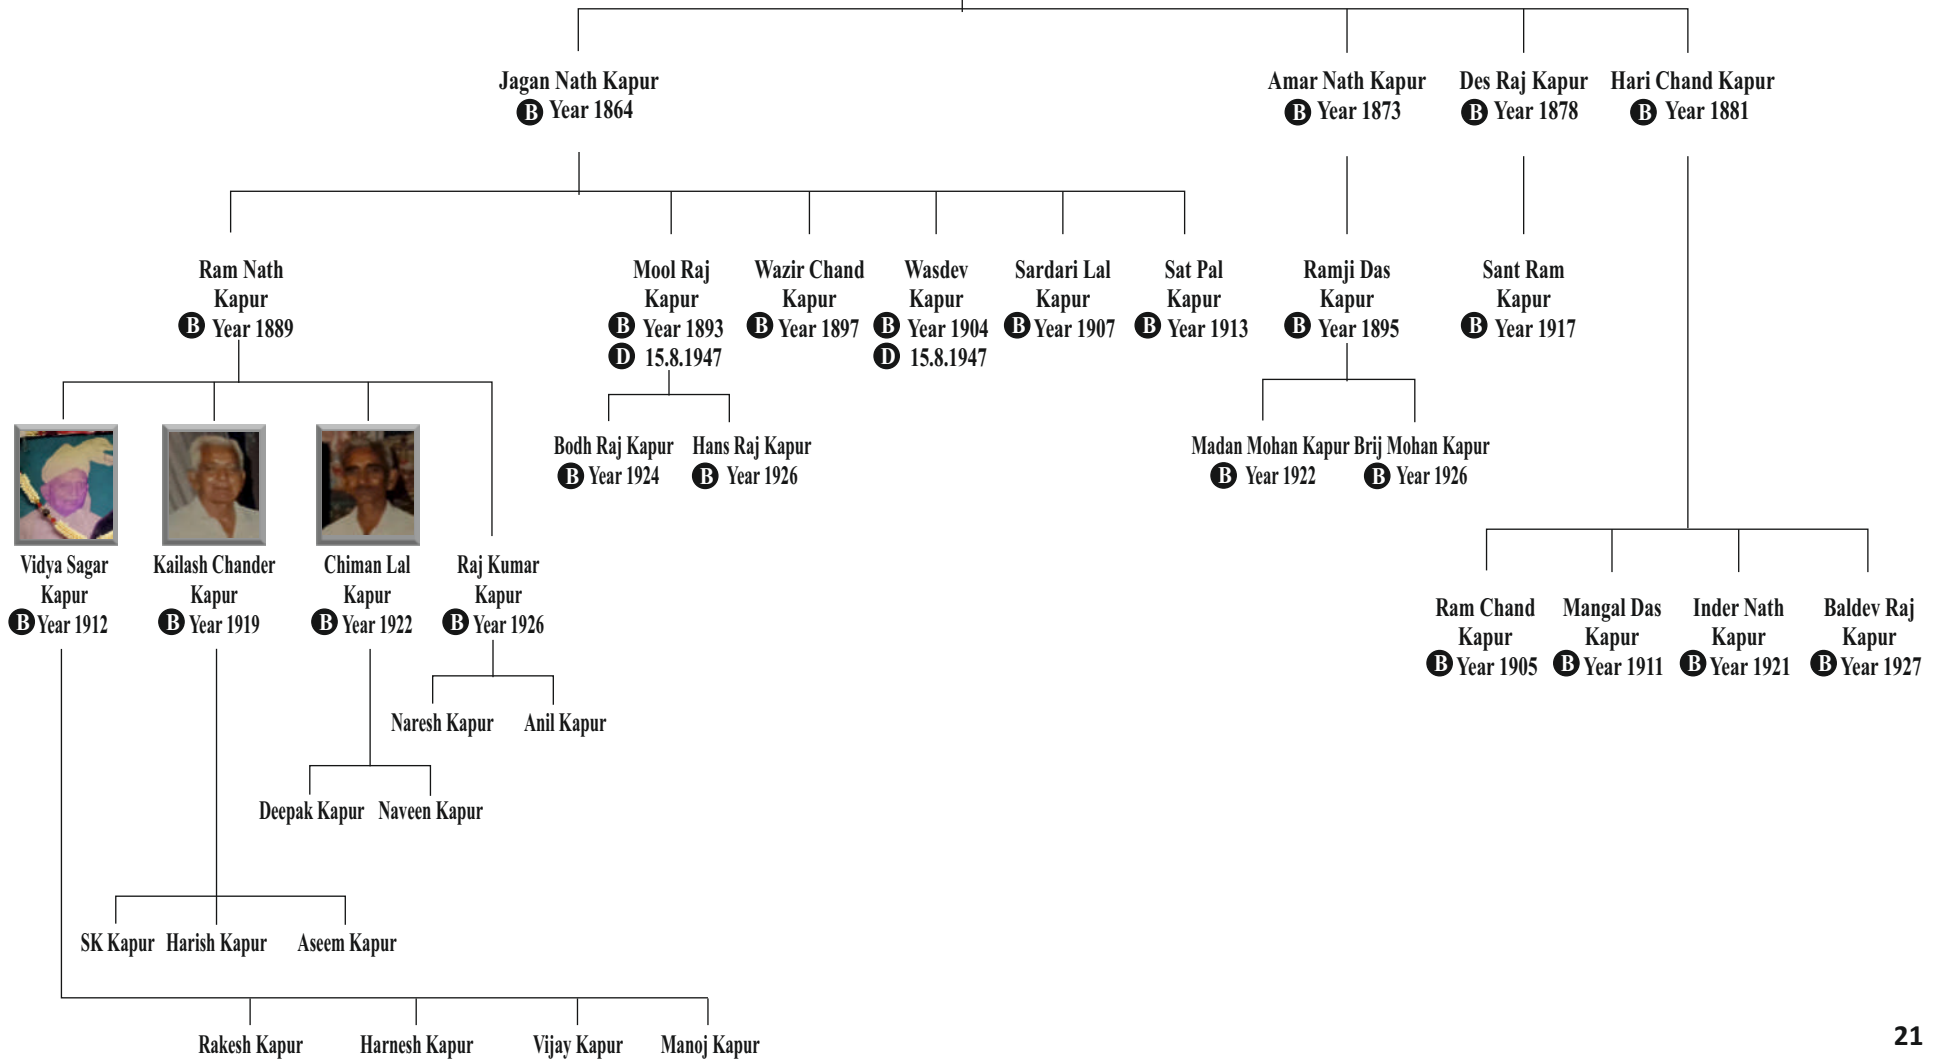 Jagan Nath Kapur
B Year 1864
Amar Nath Kapur
B Year 1873
Des Raj Kapur
B Year 1878
Hari Chand Kapur
B Year 1881
Ram Nath
Kapur
B Year 1889
Mool Raj
Kapur
B Year 1893
D 15.8.1947
Wazir Chand
Kapur
B Year 1897
Wasdev
Kapur
B Year 1904
D 15.8.1947
Sardari Lal
Kapur
B Year 1907
Sat Pal
Kapur
B Year 1913
Ramji Das
Kapur
B Year 1895
Sant Ram
Kapur
B Year 1917
Bodh Raj Kapur
B Year 1924
Hans Raj Kapur
B Year 1926
Madan Mohan Kapur
B Year 1922
Brij Mohan Kapur
B Year 1926
Vidya Sagar
Kapur
B Year 1912
Kailash Chander
Kapur
B Year 1919
Chiman Lal
Kapur
B Year 1922
Raj Kumar
Kapur
B Year 1926
Ram Chand
Kapur
B Year 1905
Mangal Das
Kapur
B Year 1911
Inder Nath
Kapur
B Year 1921
Baldev Raj
Kapur
B Year 1927
Naresh Kapur
Anil Kapur
Deepak Kapur
Naveen Kapur
SK Kapur
Harish Kapur
Aseem Kapur
Rakesh Kapur
Harnesh Kapur
Vijay Kapur
Manoj Kapur
21